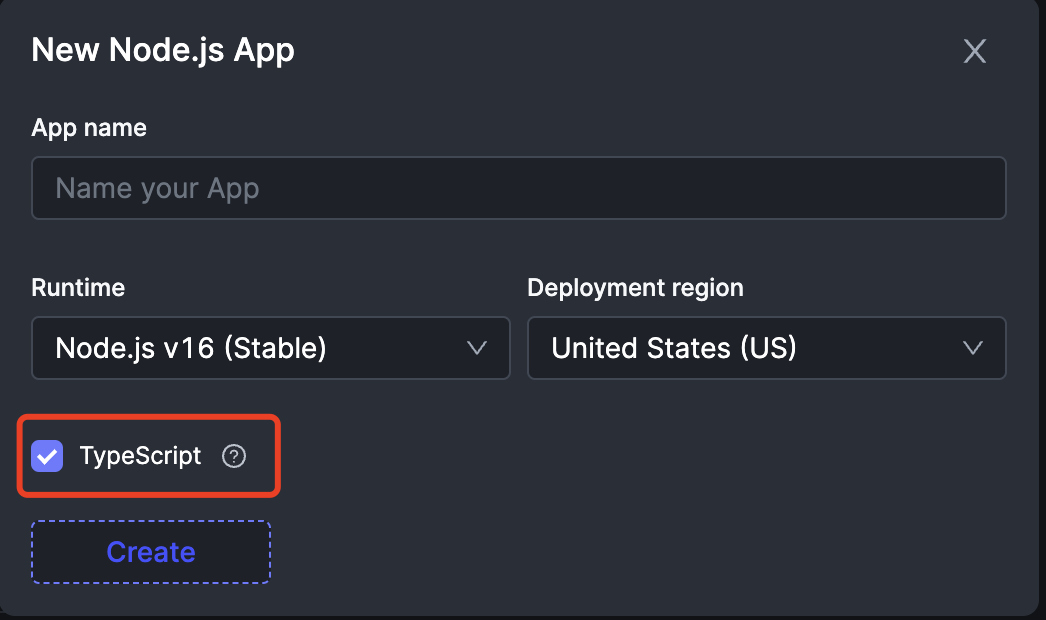 New Node.js App
App name
Name your App
Runtime
Deployment region
Node.js v16 (Stable)
United States (US)
TypeScript ?
Create